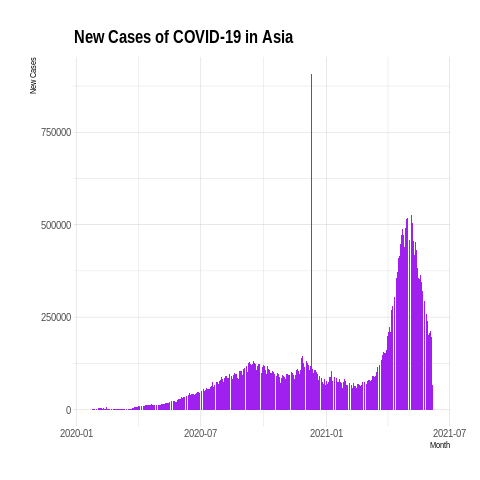 New Cases of COVID-19 in Asia
New Cases
750000
500000
250000
0
2020-01 2020-07 2021-01 2021-07
Month